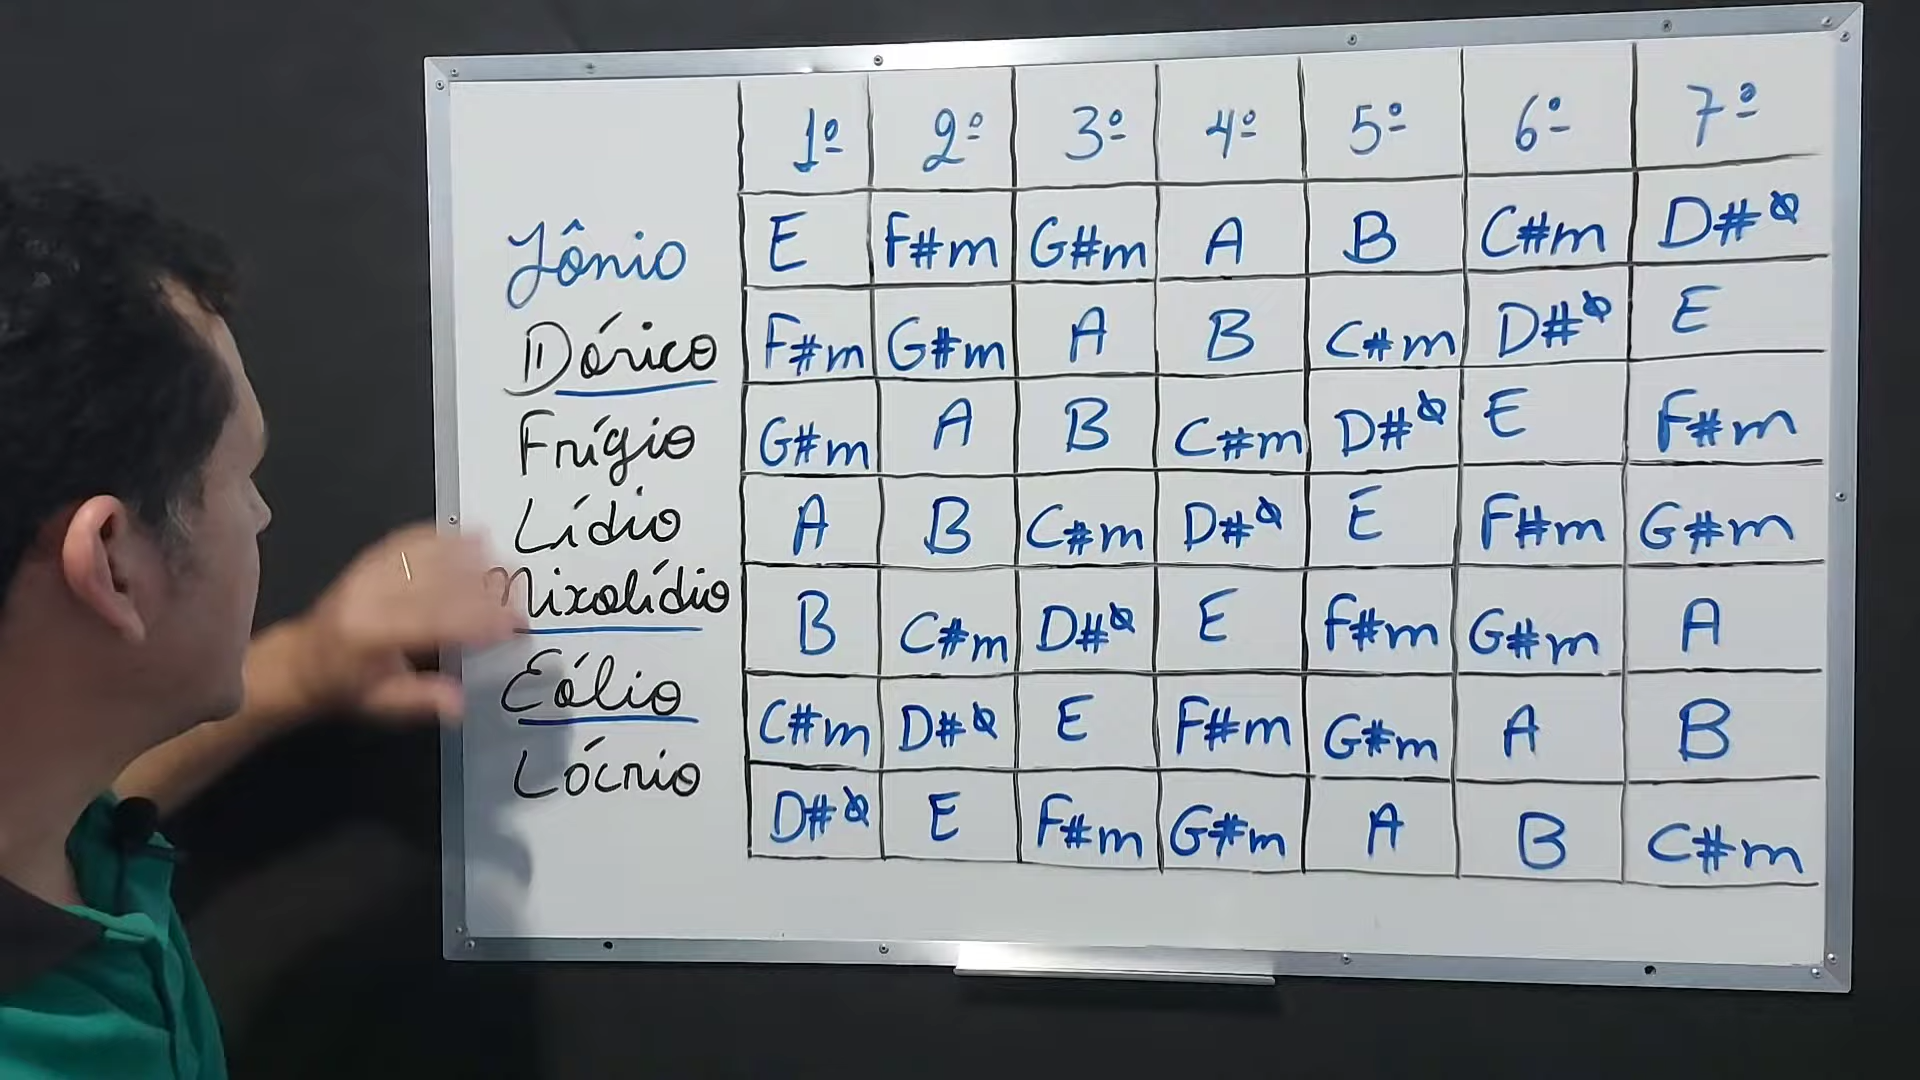 1º 2º 3º 4º 5º 6º 7º
Jônio E F#m G#m A B C#m D#ø
Dórico F#m G#m A B C#m D#ø E
Frígio G#m A B C#m D#ø E F#m
Lídio A B C#m D#ø E F#m G#m
Mixolídio B C#m D#ø E F#m G#m A
Eólio C#m D#ø E F#m G#m A B
Lócrio D#ø E F#m G#m A B C#m